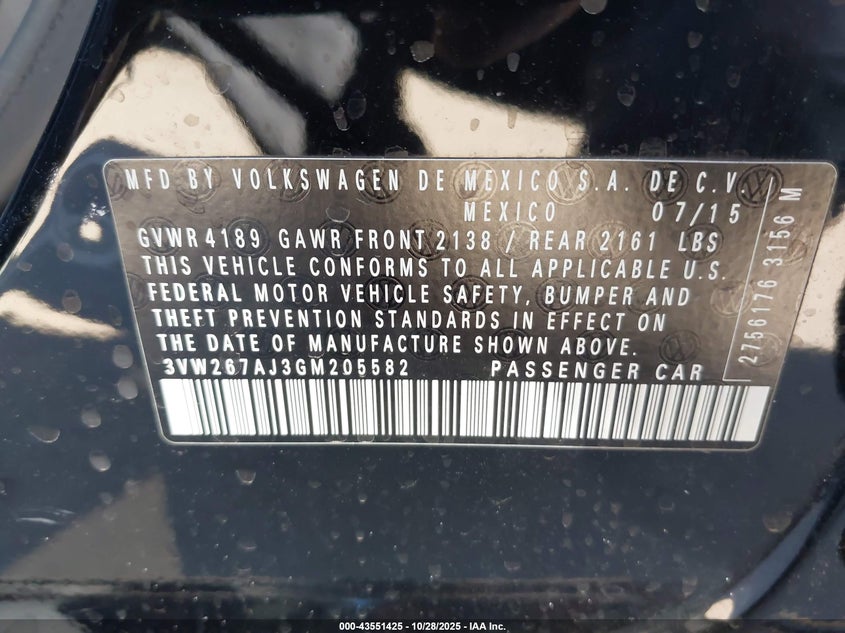 MFD BY VOLKSWAGEN DE MEXICO S.A. DE C.V.
MEXICO 07/15
GVWR 4189 GAWR FRONT 2138 / REAR 2161 LBS
THIS VEHICLE CONFORMS TO ALL APPLICABLE U.S.
FEDERAL MOTOR VEHICLE SAFETY, BUMPER AND
THEFT PREVENTION STANDARDS IN EFFECT ON
THE DATE OF MANUFACTURE SHOWN ABOVE.
3VW267AJ3GM205582 PASSENGER CAR
2756176 3156 M
000-43551425 | 10/28/2025 - IAA Inc.